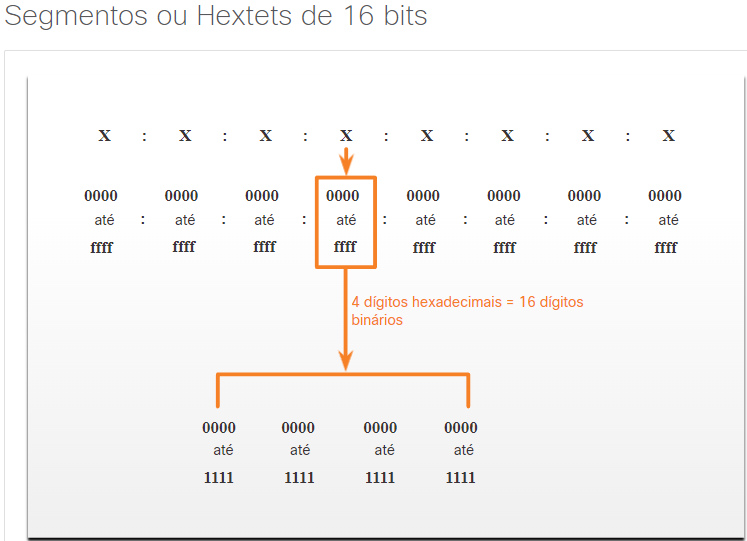 Segmentos ou Hextets de 16 bits
X : X : X : X : X : X : X : X
0000 0000 0000 0000 0000 0000 0000 0000
até : até : até : até : até : até : até : até
ffff ffff ffff ffff ffff ffff ffff ffff
4 dígitos hexadecimais = 16 dígitos
binários
0000 0000 0000 0000
até até até até
1111 1111 1111 1111